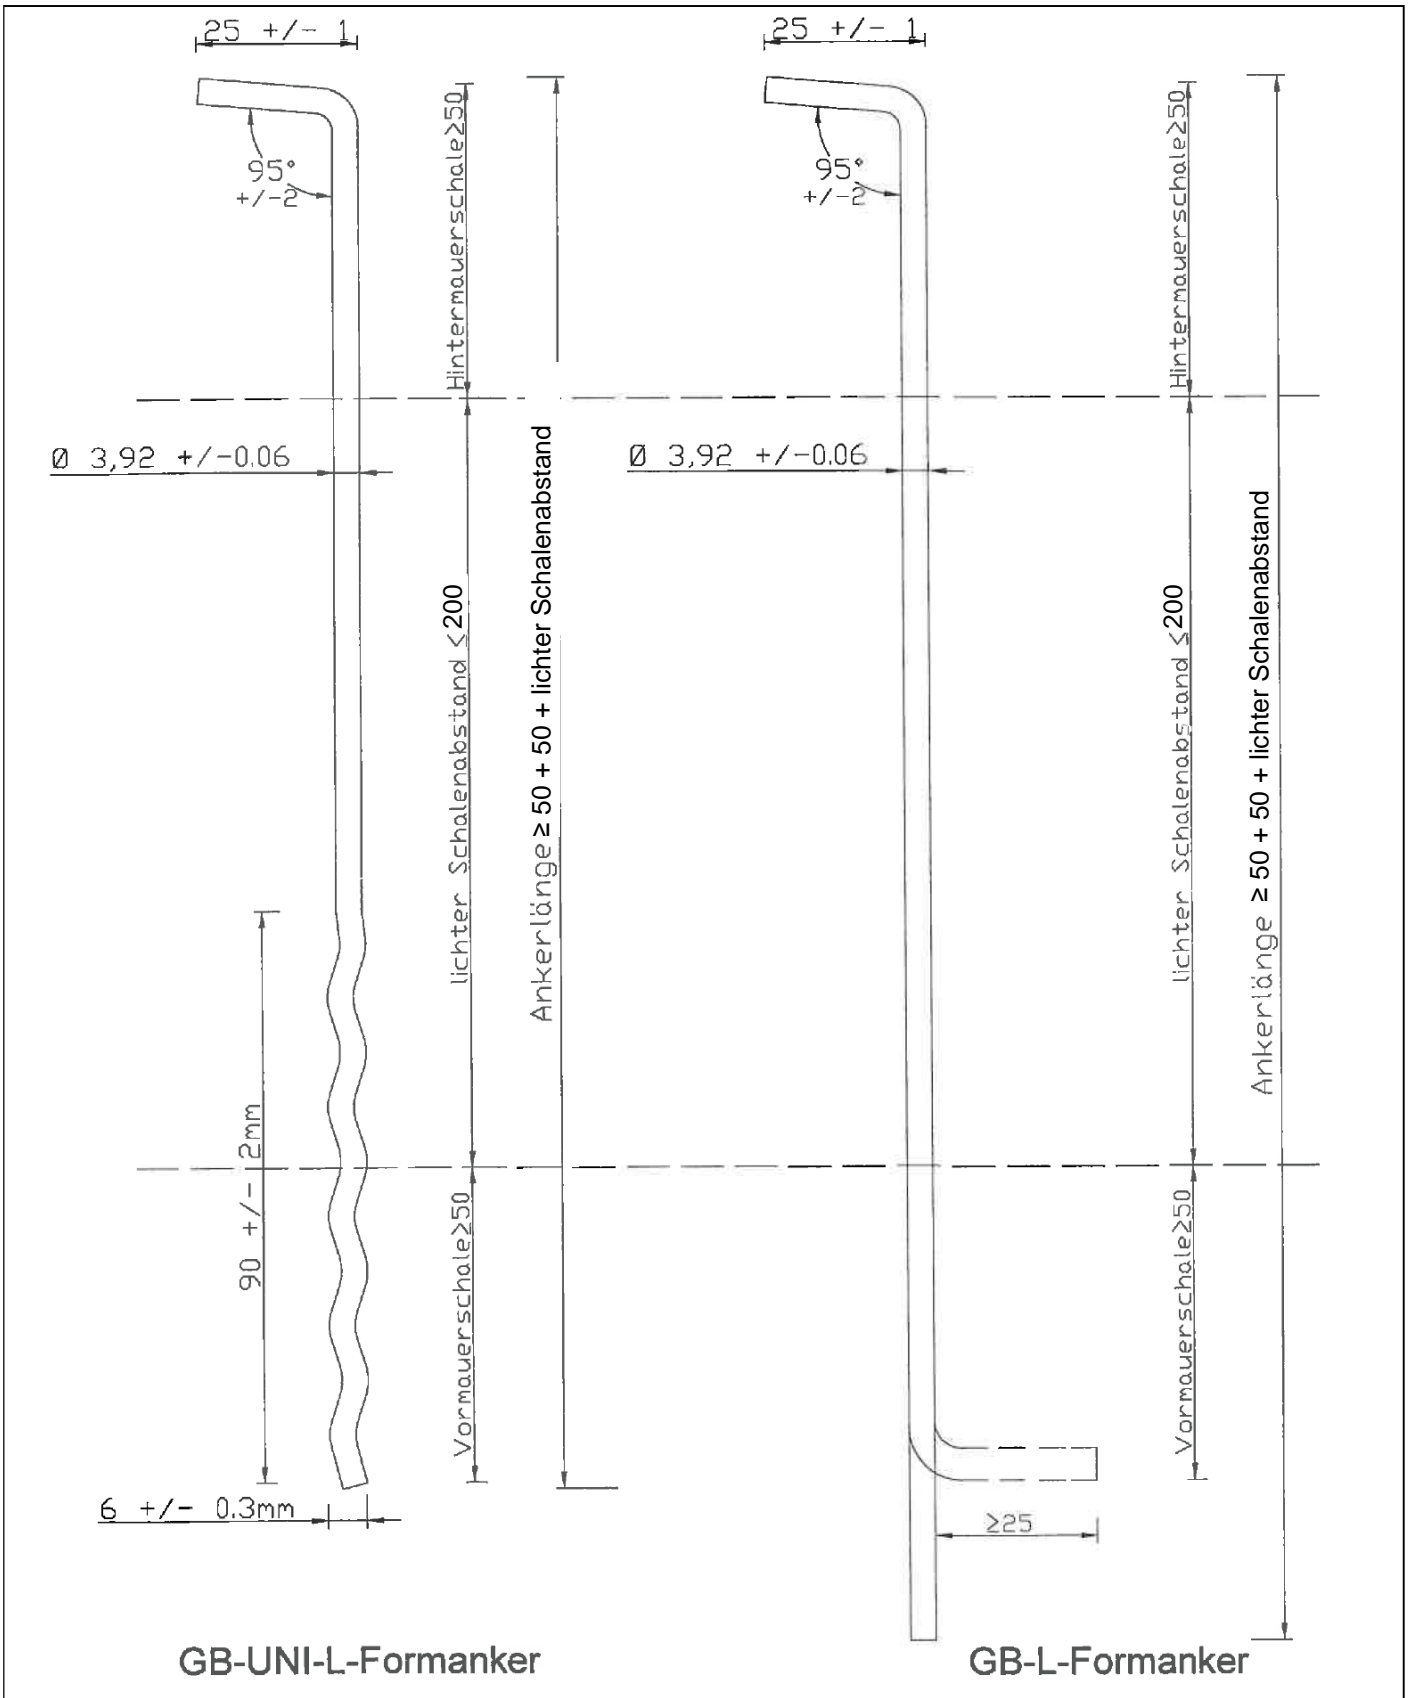 25 +/- 1
95°
+/-2
Hintermauerschale≥50
Ø 3,92 +/-0.06
lichter Schalenabstand ≤200
Ankerlänge ≥ 50 + 50 + lichter Schalenabstand
90 +/- 2mm
Vormauerschale≥50
6 +/- 0.3mm
GB-UNI-L-Formanker
25 +/- 1
95°
+/-2
Hintermauerschale≥50
Ø 3,92 +/-0.06
lichter Schalenabstand ≤200
Ankerlänge ≥ 50 + 50 + lichter Schalenabstand
Vormauerschale≥50
≥25
GB-L-Formanker